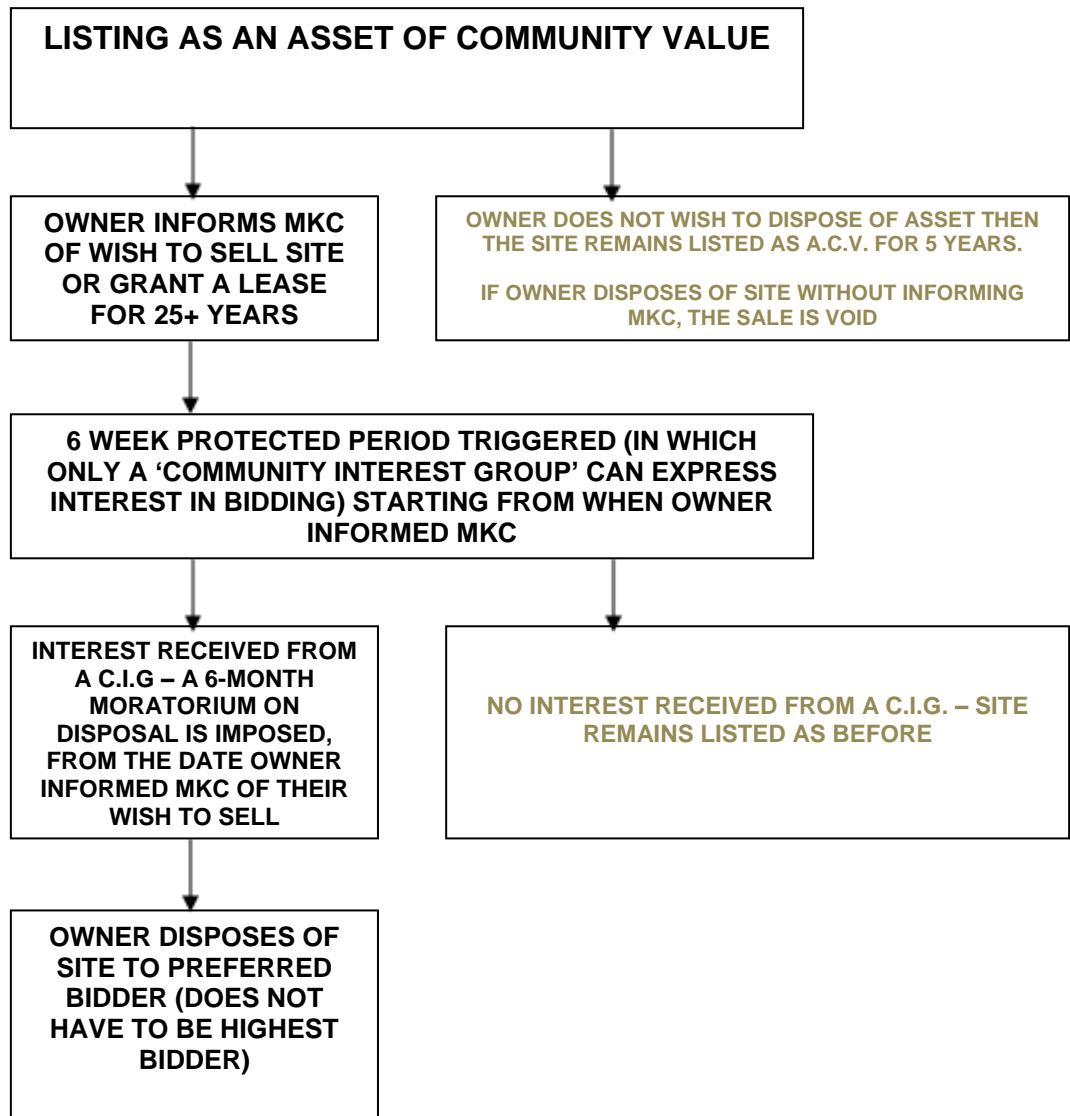 LISTING AS AN ASSET OF COMMUNITY VALUE
OWNER INFORMS MKC
OF WISH TO SELL SITE
OR GRANT A LEASE
FOR 25+ YEARS
OWNER DOES NOT WISH TO DISPOSE OF ASSET THEN
THE SITE REMAINS LISTED AS A.C.V. FOR 5 YEARS.
IF OWNER DISPOSES OF SITE WITHOUT INFORMING
MKC, THE SALE IS VOID
6 WEEK PROTECTED PERIOD TRIGGERED (IN WHICH
ONLY A ‘COMMUNITY INTEREST GROUP’ CAN EXPRESS
INTEREST IN BIDDING) STARTING FROM WHEN OWNER
INFORMED MKC
INTEREST RECEIVED FROM
A C.I.G – A 6-MONTH
MORATORIUM ON
DISPOSAL IS IMPOSED,
FROM THE DATE OWNER
INFORMED MKC OF THEIR
WISH TO SELL
NO INTEREST RECEIVED FROM A C.I.G. – SITE
REMAINS LISTED AS BEFORE
OWNER DISPOSES OF
SITE TO PREFERRED
BIDDER (DOES NOT
HAVE TO BE HIGHEST
BIDDER)